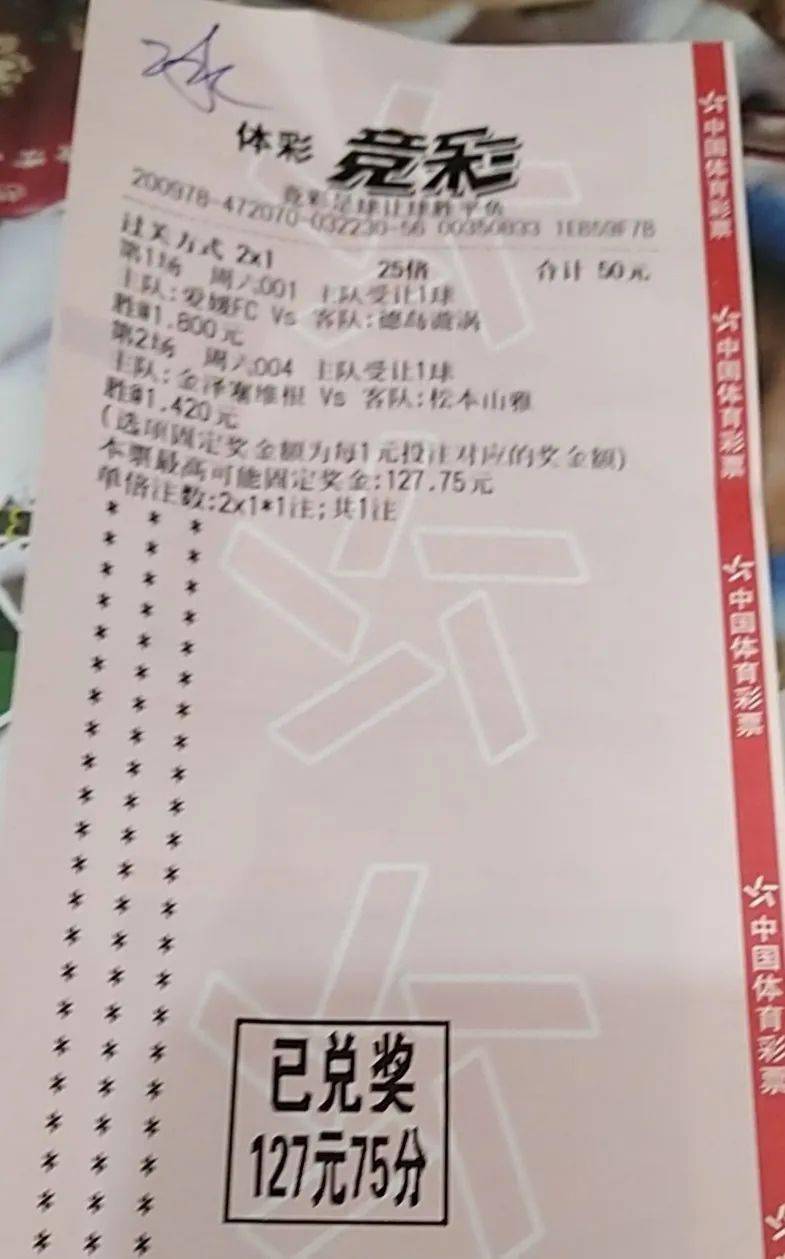 体彩 竞彩
竞彩足球让球胜平负
200978-472070-032230-56 00350833 1EB59F7B
过关方式 2x1 25倍 合计 50元
第1场 周六001 主队受让1球
主队:爱媛FC Vs 客队:德岛漩涡
胜@1.800元
第2场 周六004 主队受让1球
主队:金泽塞维根 Vs 客队:松本山雅
胜@1.420元
(选项固定奖金额为每1元投注对应的奖金额)
本票最高可能固定奖金:127.75元
单倍注数:2x1*1注;共1注
已兑奖
127元75分
中国体育彩票
中国体育彩票
中国体育彩票
中国体育彩票